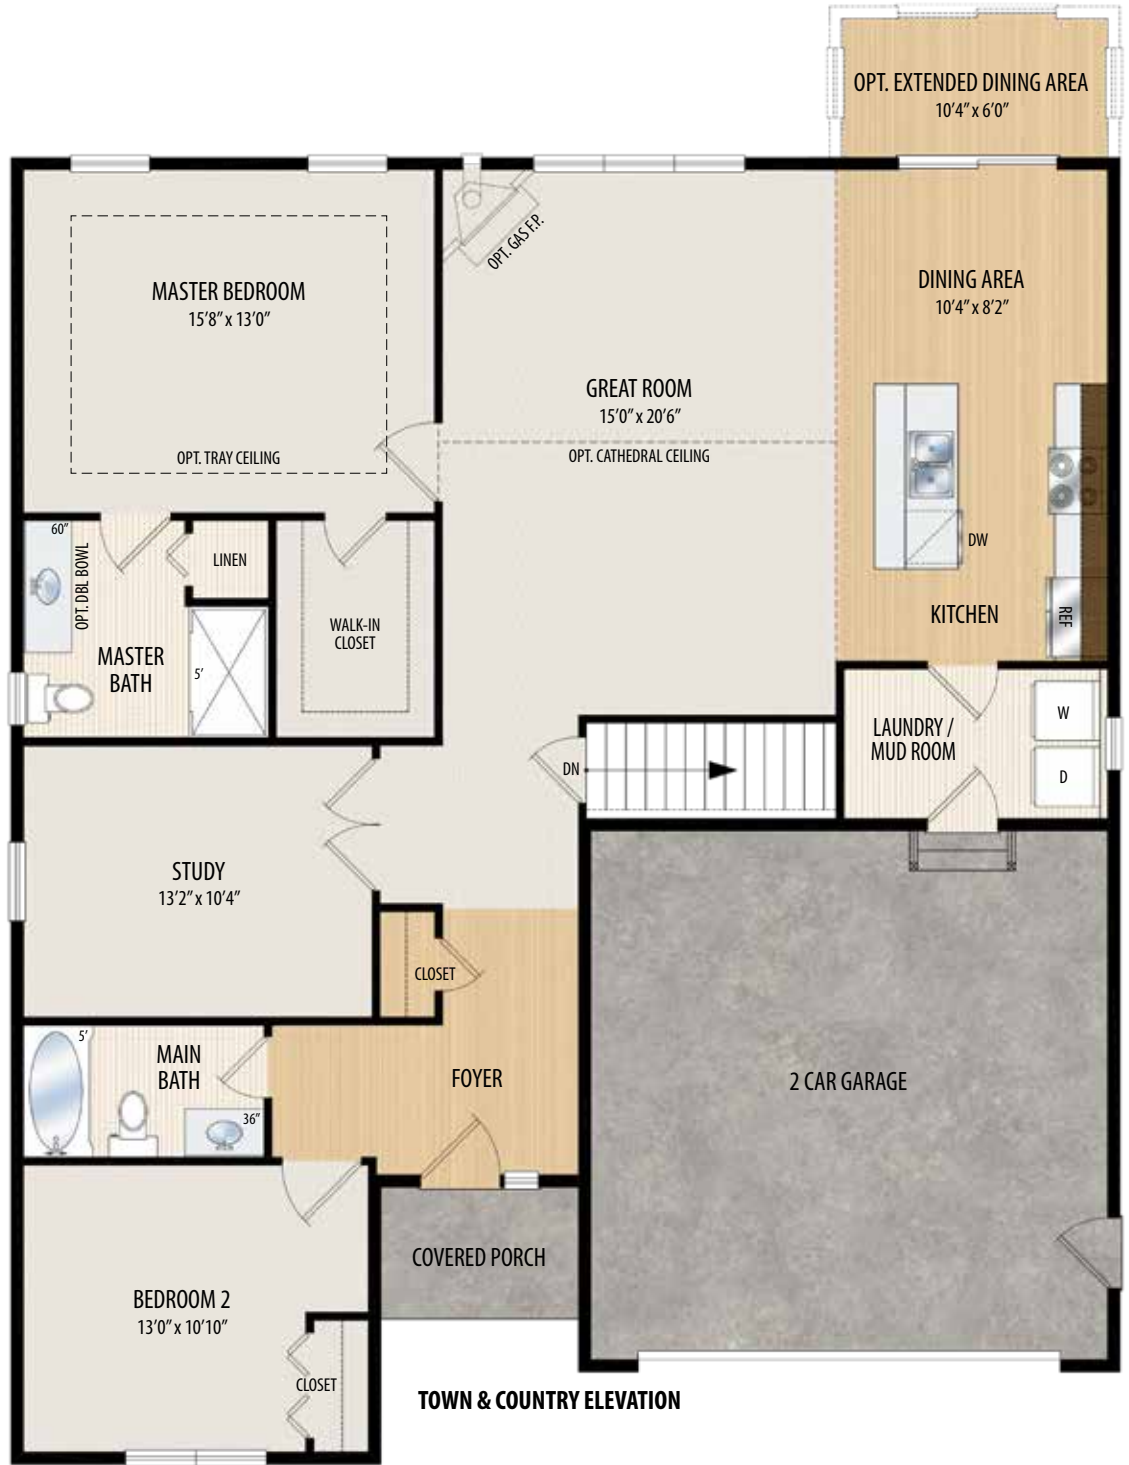 OPT. EXTENDED DINING AREA
10'4" x 6'0"
OPT. GAS F.P.
MASTER BEDROOM
15'8" x 13'0"
OPT. TRAY CEILING
GREAT ROOM
15'0" x 20'6"
OPT. CATHEDRAL CEILING
DINING AREA
10'4" x 8'2"
DW
KITCHEN
REF
60"
OPT. DBL BOWL
LINEN
MASTER
BATH
5'
WALK-IN
CLOSET
LAUNDRY /
MUD ROOM
W
D
DN
STUDY
13'2" x 10'4"
CLOSET
5'
MAIN
BATH
36"
FOYER
2 CAR GARAGE
COVERED PORCH
BEDROOM 2
13'0" x 10'10"
CLOSET
TOWN & COUNTRY ELEVATION